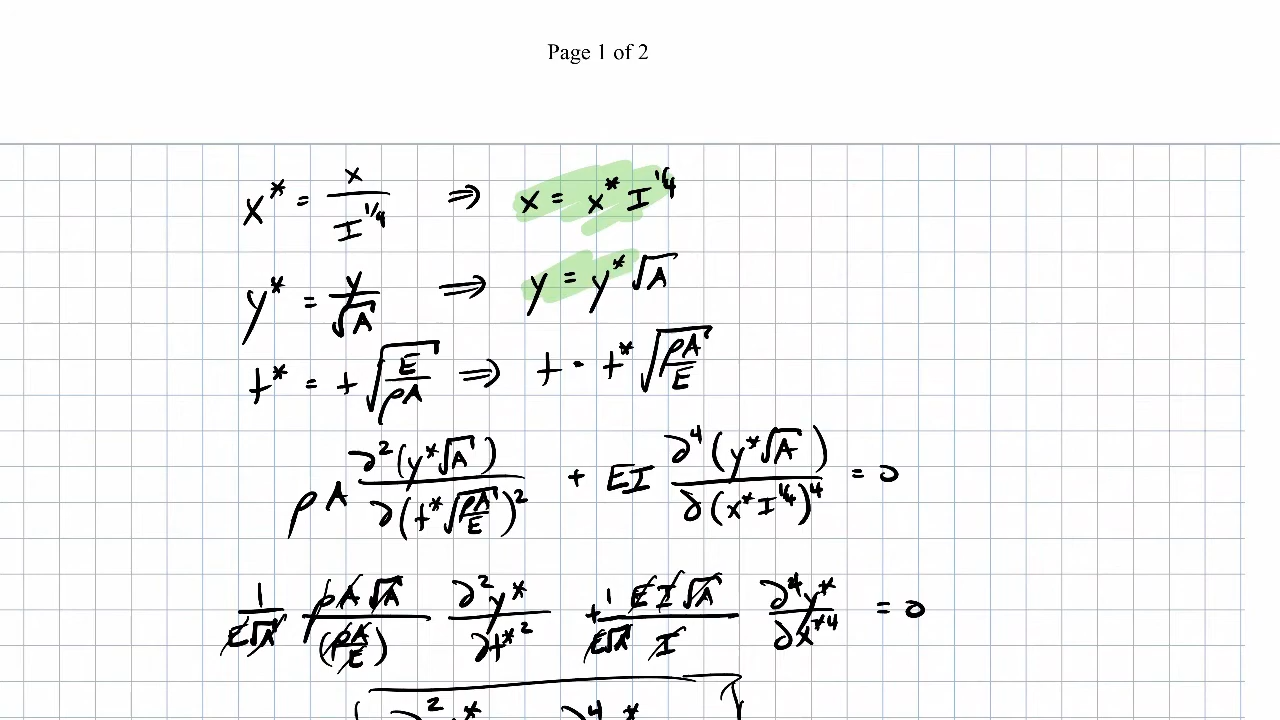 Page 1 of 2
x* = x / I^1/4 ⇒ x = x* I^1/4
y* = y / √A ⇒ y = y* √A
t* = t √(E / ρA) ⇒ t = t* √(ρA / E)
ρA ∂²(y*√A) / ∂(t*√(ρA / E))² + EI ∂⁴(y*√A) / ∂(x* I^1/4)⁴ = 0
1 / E√A ρA√A / (ρA / E) ∂²y* / ∂t*² + 1 / E√A EI√A / I ∂⁴y* / ∂x*⁴ = 0